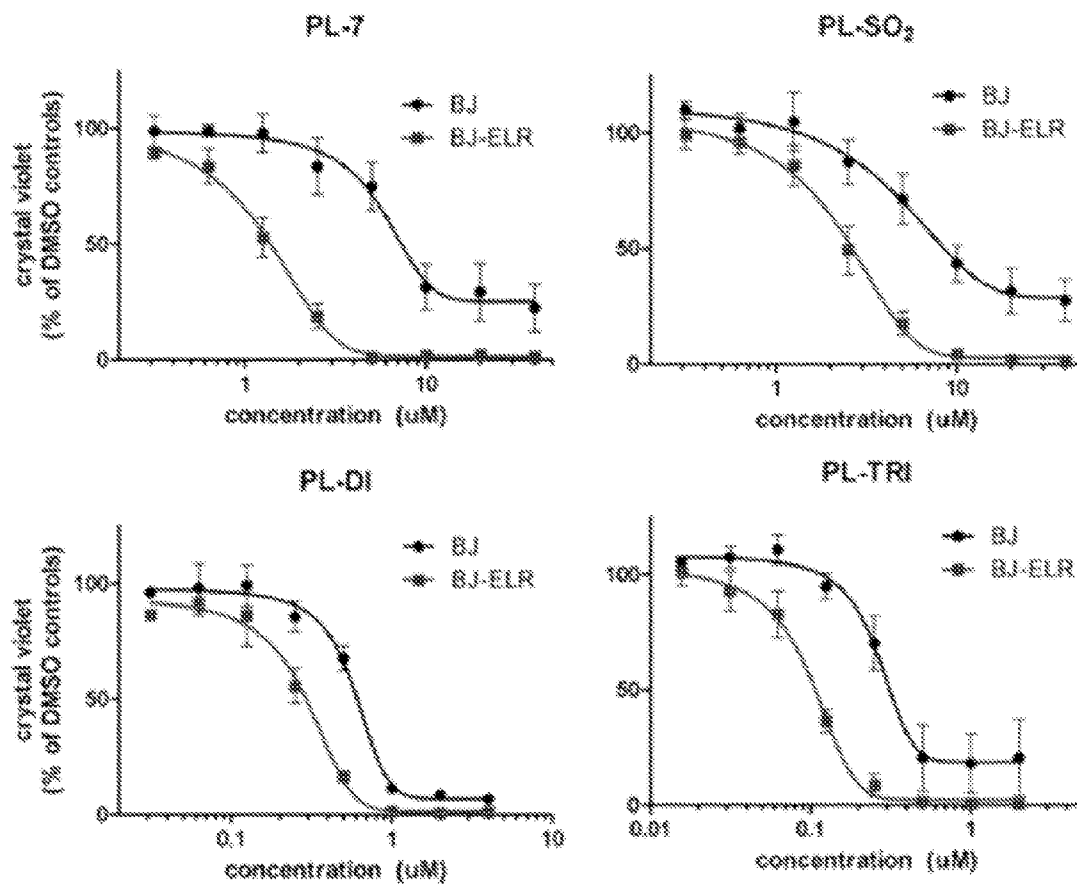 PL-7
crystal violet
(% of DMSO controls)
100
50
0
BJ
BJ-ELR
1
10
concentration (uM)
PL-SO₂
100
50
0
BJ
BJ-ELR
1
10
concentration (uM)
PL-DI
crystal violet
(% of DMSO controls)
100
50
0
BJ
BJ-ELR
0.1
1
10
concentration (uM)
PL-TRI
100
50
0
BJ
BJ-ELR
0.01
0.1
1
concentration (uM)